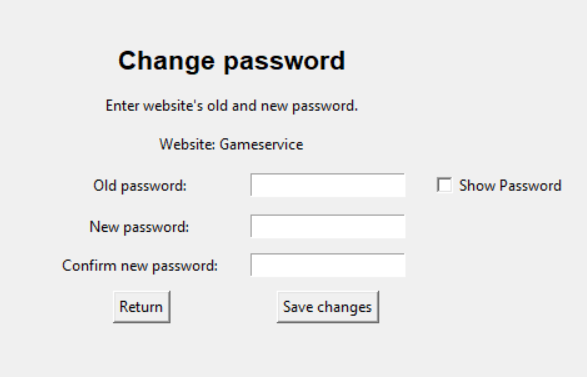 Change password
Enter website's old and new password.
Website: Gameservice
Old password:
Show Password
New password:
Confirm new password:
Return
Save changes